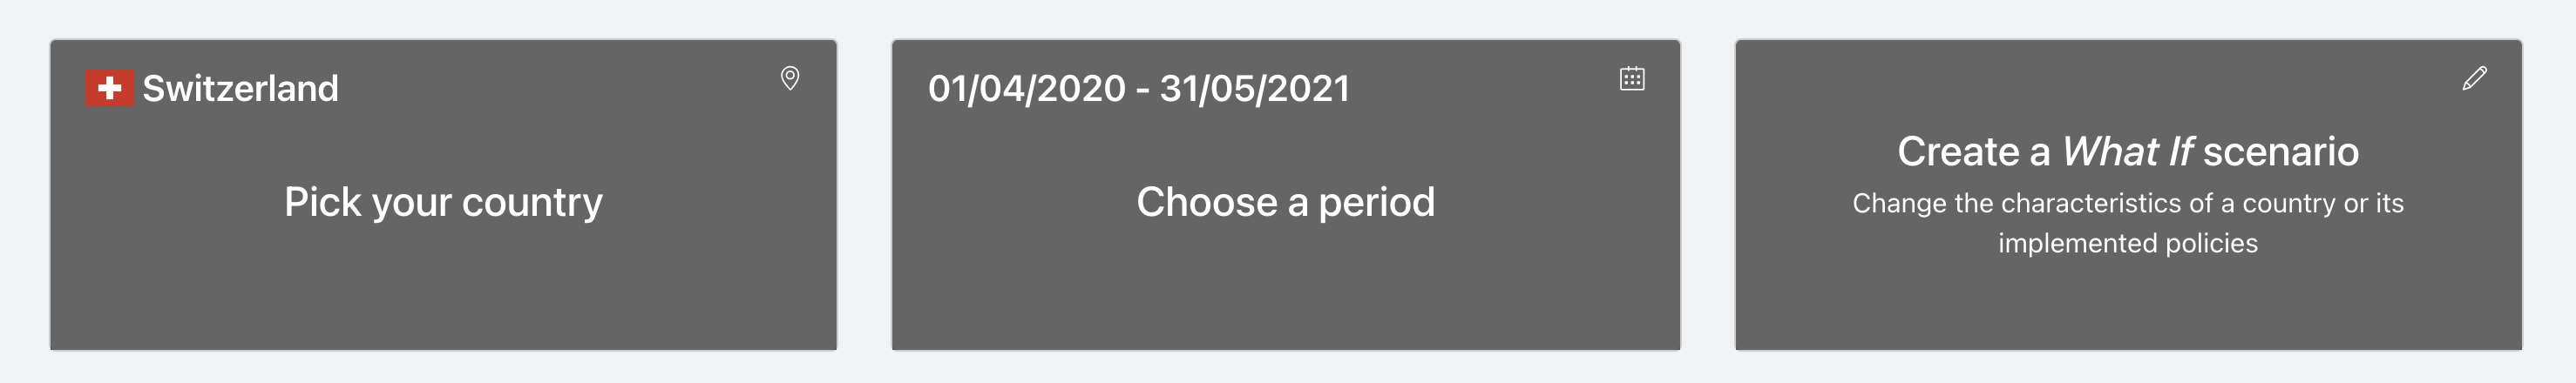 Switzerland
Pick your country
01/04/2020 - 31/05/2021
Choose a period
Create a What If scenario
Change the characteristics of a country or its
implemented policies